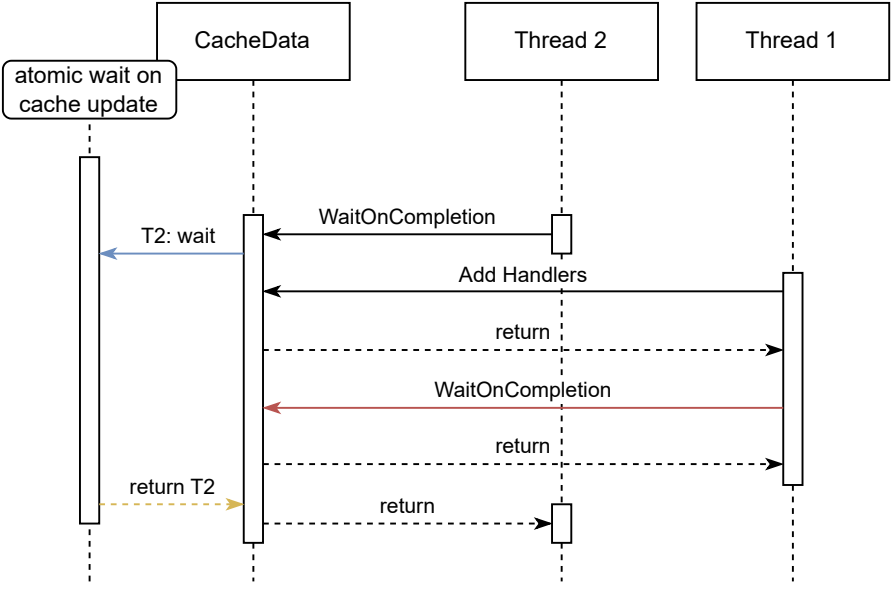 CacheData
Thread 2
Thread 1
atomic wait on
cache update
WaitOnCompletion
T2: wait
Add Handlers
return
WaitOnCompletion
return
return T2
return